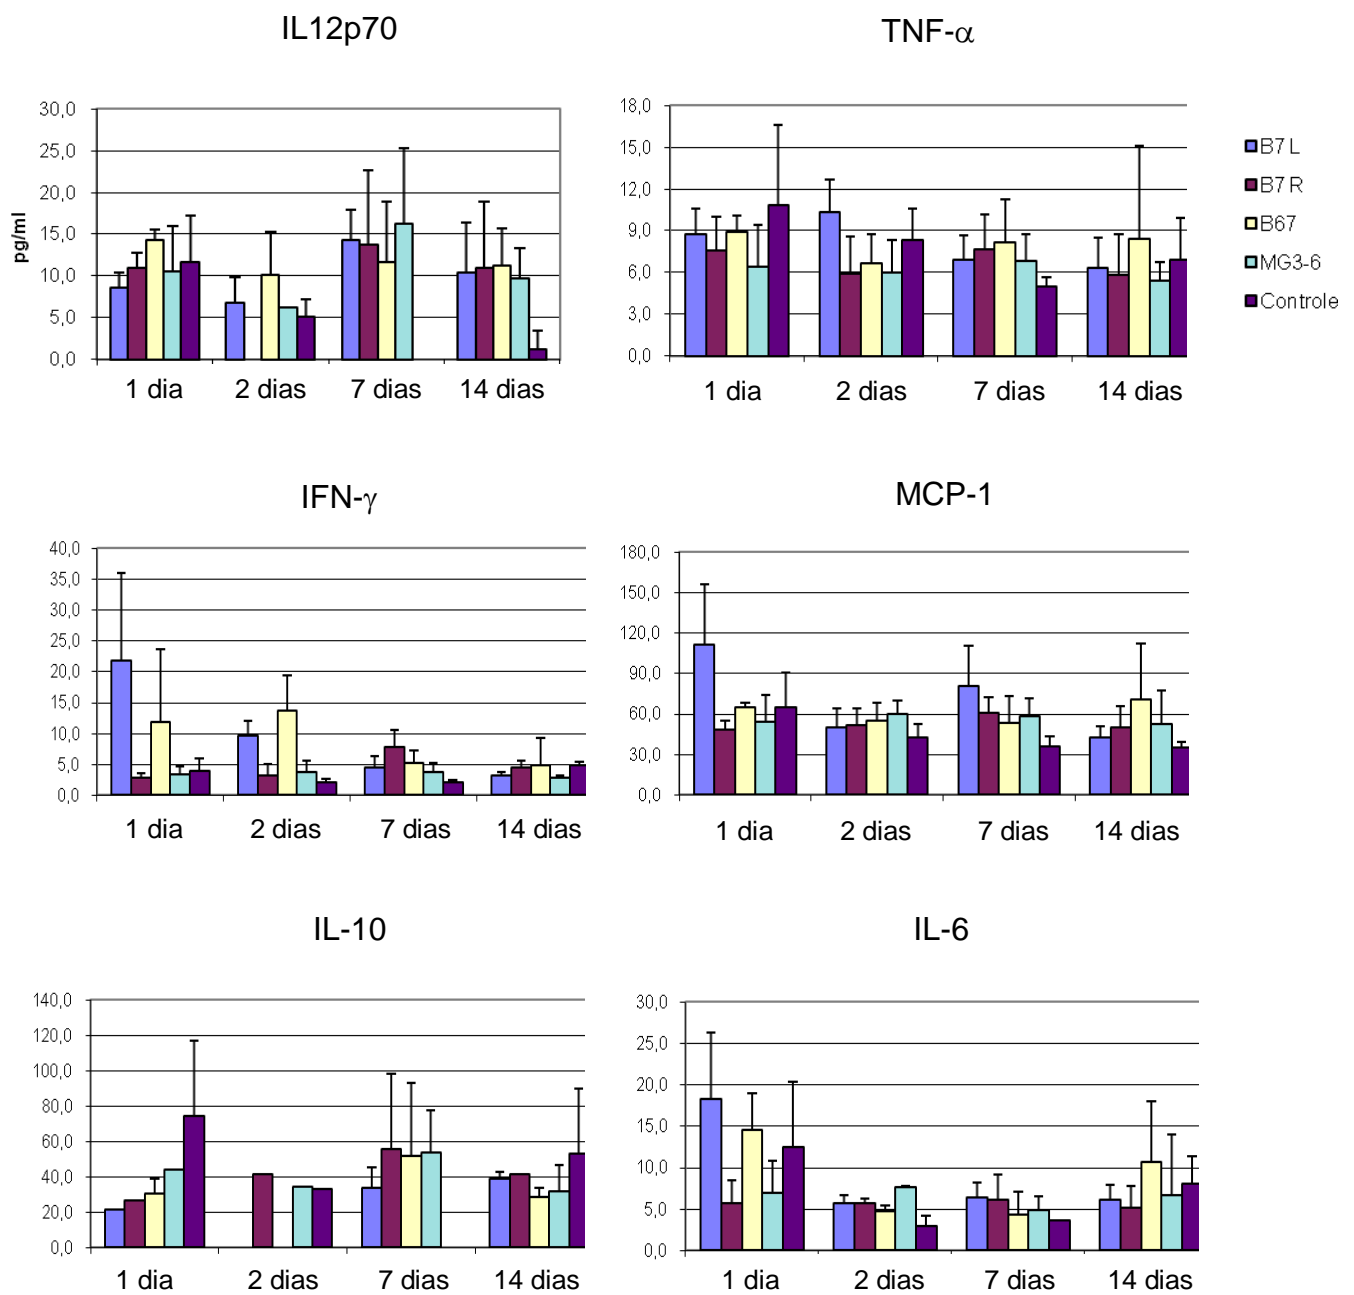 IL12p70
30,0
25,0
20,0
15,0
10,0
5,0
0,0
pg/ml
1 dia 2 dias 7 dias 14 dias
TNF-α
18,0
15,0
12,0
9,0
6,0
3,0
0,0
1 dia 2 dias 7 dias 14 dias
B7L
B7R
B67
MG3-6
Controle
IFN-γ
40,0
35,0
30,0
25,0
20,0
15,0
10,0
5,0
0,0
1 dia 2 dias 7 dias 14 dias
MCP-1
180,0
150,0
120,0
90,0
60,0
30,0
0,0
1 dia 2 dias 7 dias 14 dias
IL-10
140,0
120,0
100,0
80,0
60,0
40,0
20,0
0,0
1 dia 2 dias 7 dias 14 dias
IL-6
30,0
25,0
20,0
15,0
10,0
5,0
0,0
1 dia 2 dias 7 dias 14 dias